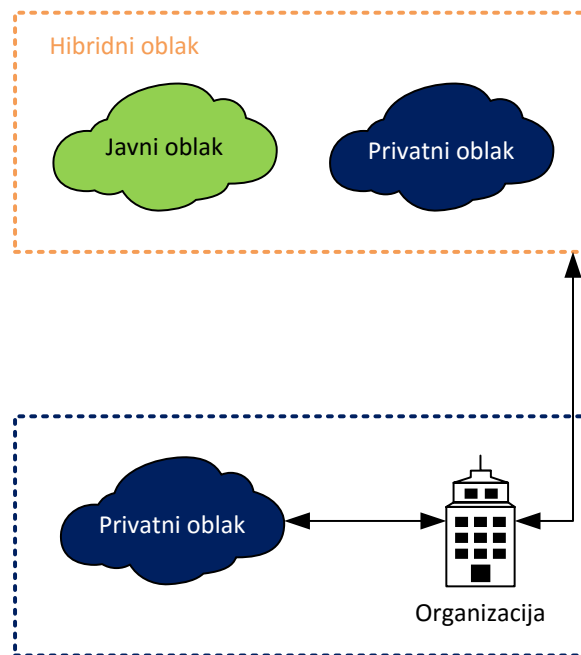 Hibridni oblak
Javni oblak
Privatni oblak
Privatni oblak
Organizacija